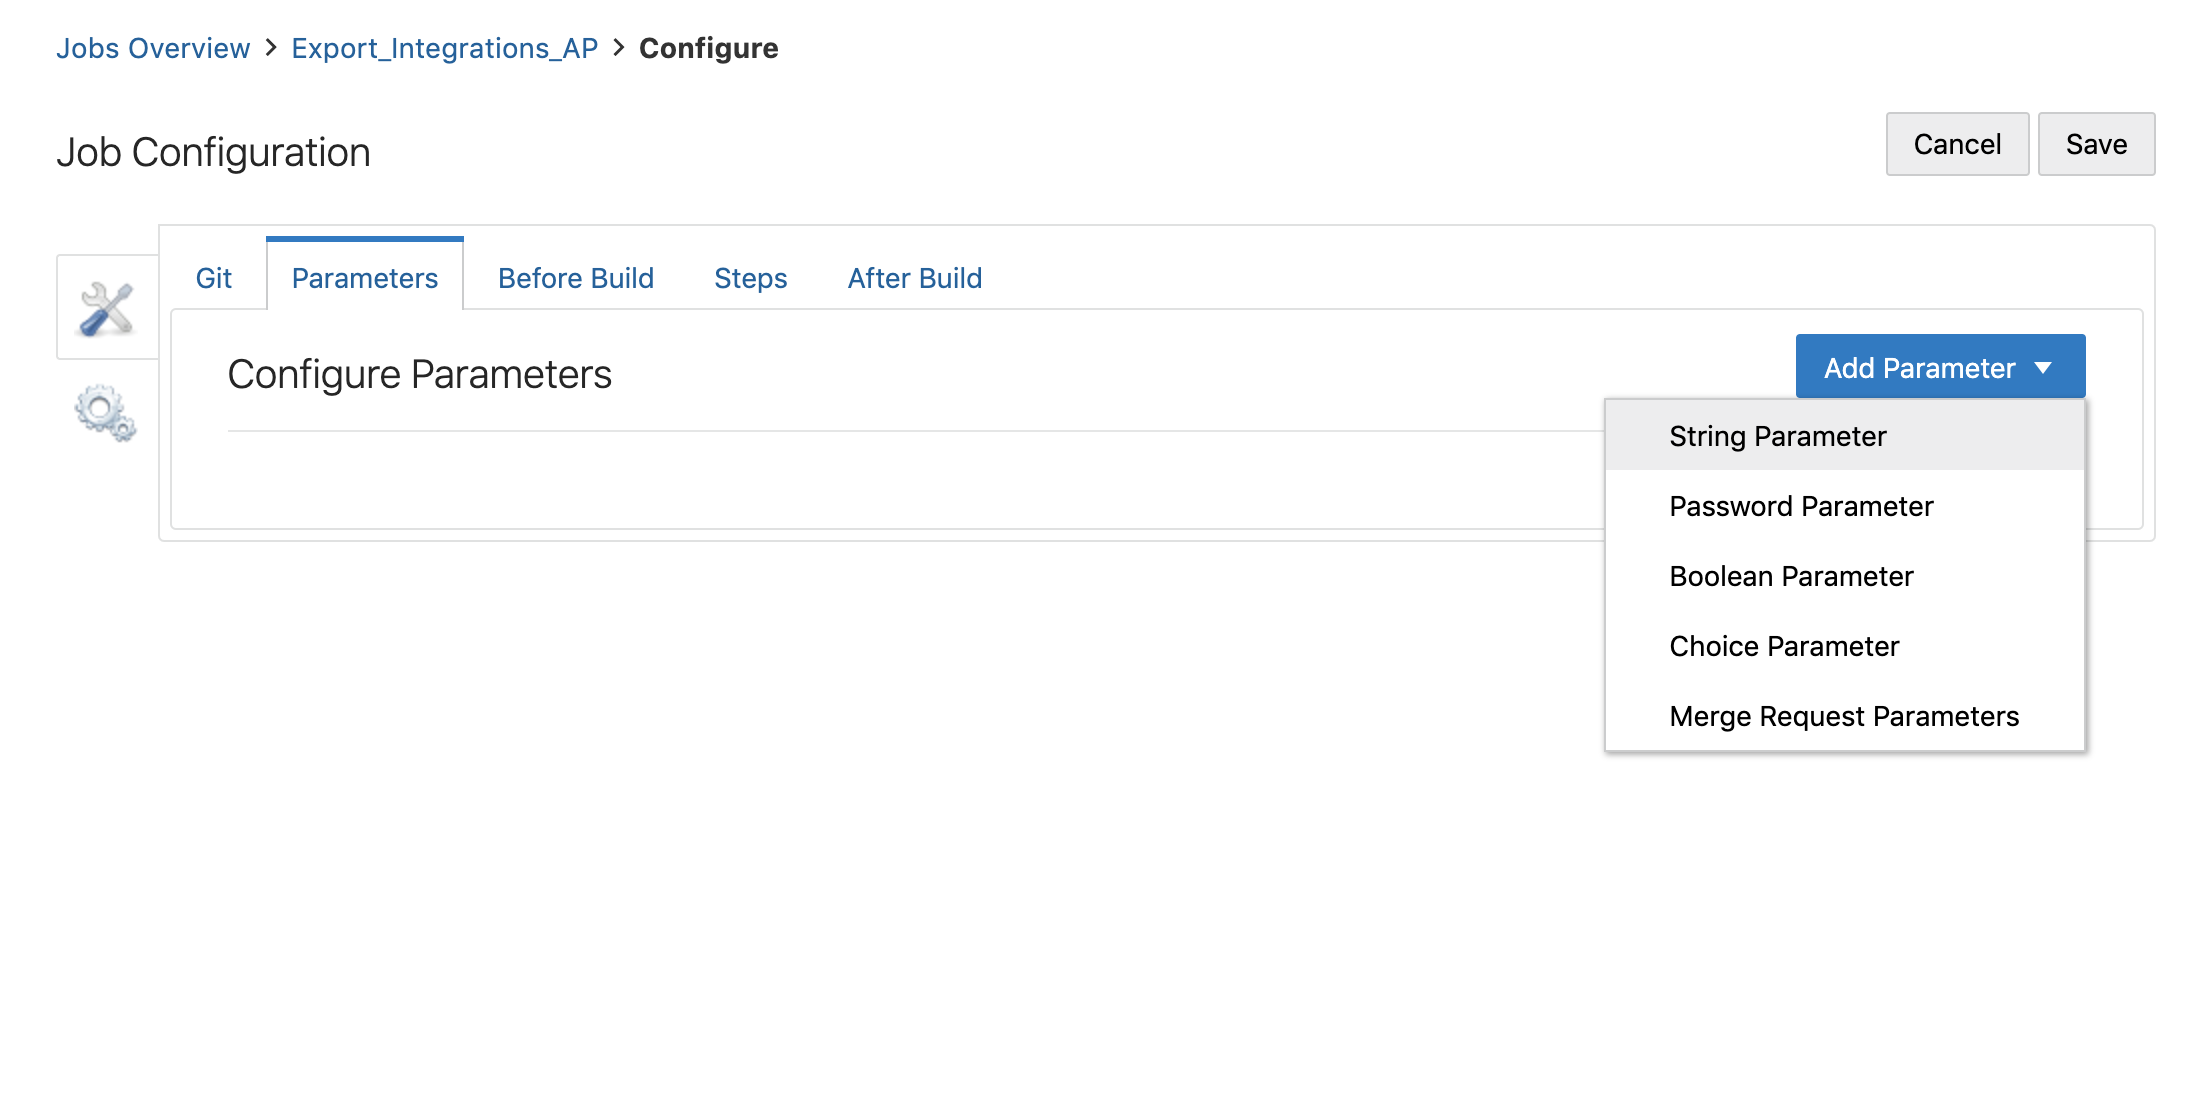 Jobs Overview > Export_Integrations_AP > Configure
Job Configuration
Cancel Save
Git Parameters Before Build Steps After Build
Configure Parameters
Add Parameter
String Parameter
Password Parameter
Boolean Parameter
Choice Parameter
Merge Request Parameters